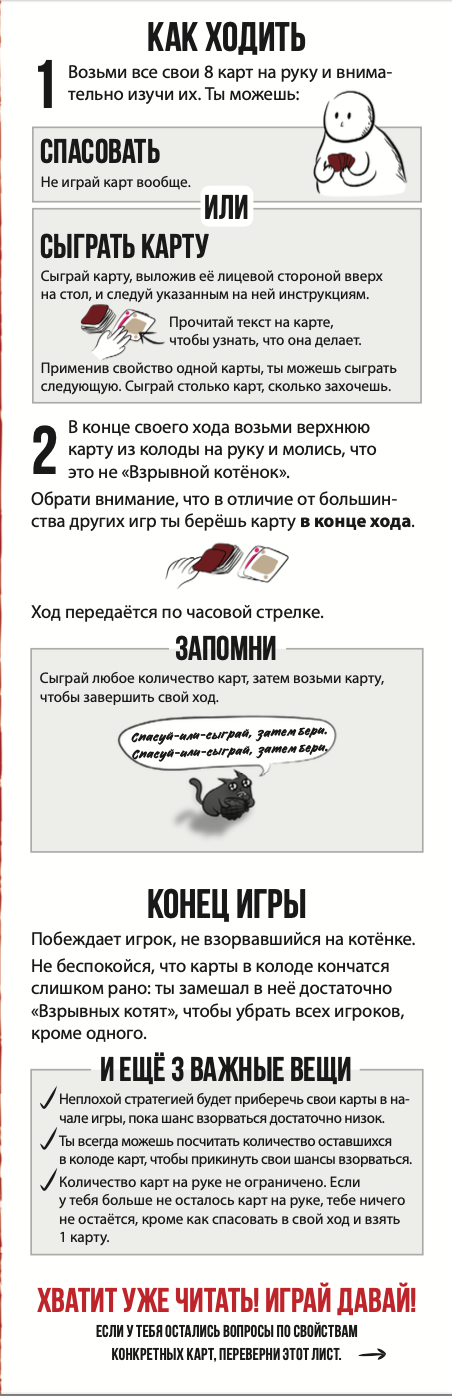 КАК ХОДИТЬ
1 Возьми все свои 8 карт на руку и внима-
тельно изучи их. Ты можешь:
СПАСОВАТЬ
Не играй карт вообще.
ИЛИ
СЫГРАТЬ КАРТУ
Сыграй карту, выложив её лицевой стороной вверх
на стол, и следуй указанным на ней инструкциям.
Прочитай текст на карте,
чтобы узнать, что она делает.
Применив свойство одной карты, ты можешь сыграть
следующую. Сыграй столько карт, сколько захочешь.
2 В конце своего хода возьми верхнюю
карту из колоды на руку и молись, что
это не «Взрывной котёнок».
Обрати внимание, что в отличие от большин-
ства других игр ты берёшь карту в конце хода.
Ход передаётся по часовой стрелке.
ЗАПОМНИ
Сыграй любое количество карт, затем возьми карту,
чтобы завершить свой ход.
Спасуй-или-сыграй, затем бери.
Спасуй-или-сыграй, затем бери.
КОНЕЦ ИГРЫ
Побеждает игрок, не взорвавшийся на котёнке.
Не беспокойся, что карты в колоде кончатся
слишком рано: ты замешал в неё достаточно
«Взрывных котят», чтобы убрать всех игроков,
кроме одного.
И ЕЩЁ 3 ВАЖНЫЕ ВЕЩИ
Неплохой стратегией будет приберечь свои карты в на-
чале игры, пока шанс взорваться достаточно низок.
Ты всегда можешь посчитать количество оставшихся
в колоде карт, чтобы прикинуть свои шансы взорваться.
Количество карт на руке не ограничено. Если
у тебя больше не осталось карт на руке, тебе ничего
не остаётся, кроме как спасовать в свой ход и взять
1 карту.
ХВАТИТ УЖЕ ЧИТАТЬ! ИГРАЙ ДАВАЙ!
ЕСЛИ У ТЕБЯ ОСТАЛИСЬ ВОПРОСЫ ПО СВОЙСТВАМ
КОНКРЕТНЫХ КАРТ, ПЕРЕВЕРНИ ЭТОТ ЛИСТ. →